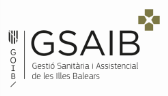 GOIB/
GSAIB
Gestió Sanitària i Assistencial
de les Illes Balears